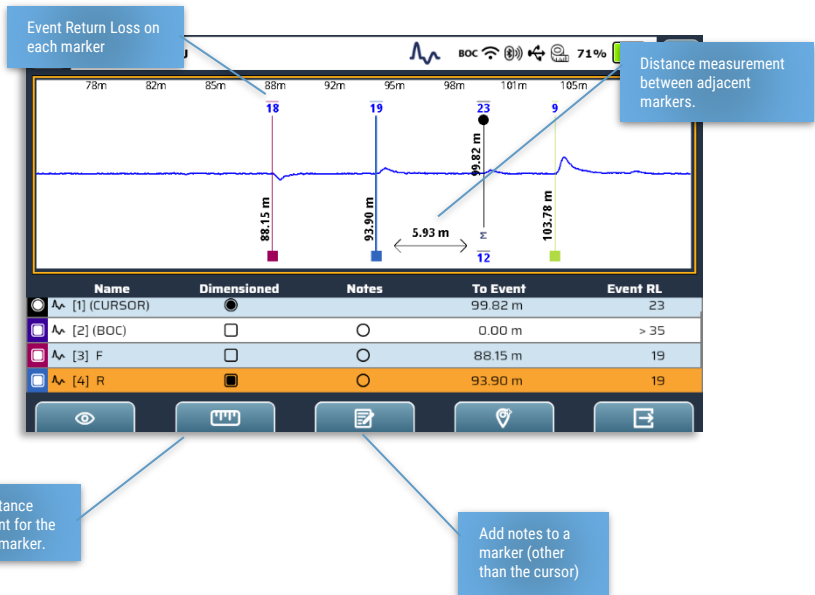 Event Return Loss on
each marker
BOC 71%
Distance measurement
between adjacent
markers.
78m 82m 85m 88m 92m 95m 98m 101m 105m
18 19 23 9
88.15 m
93.90 m
99.82 m
103.78 m
5.93 m
Σ
12
Name Dimensioned Notes To Event Event RL
[1] (CURSOR) 99.82 m 23
[2] (BOC) 0.00 m > 35
[3] F 88.15 m 19
[4] R 93.90 m 19
for the
marker.
Add notes to a
marker (other
than the cursor)